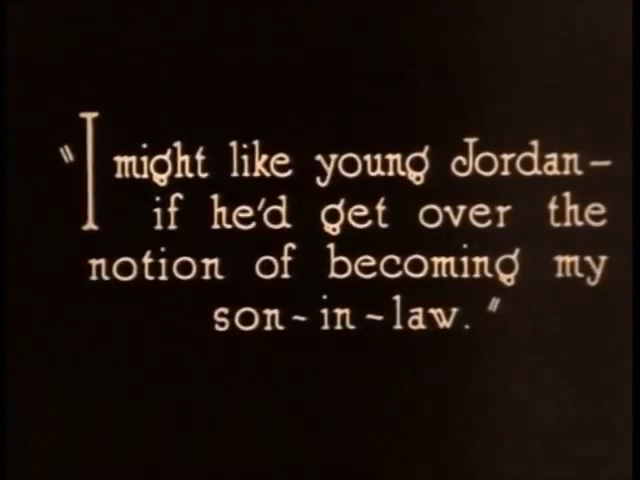 "I might like young Jordan-
if he'd get over the
notion of becoming my
son-in-law."